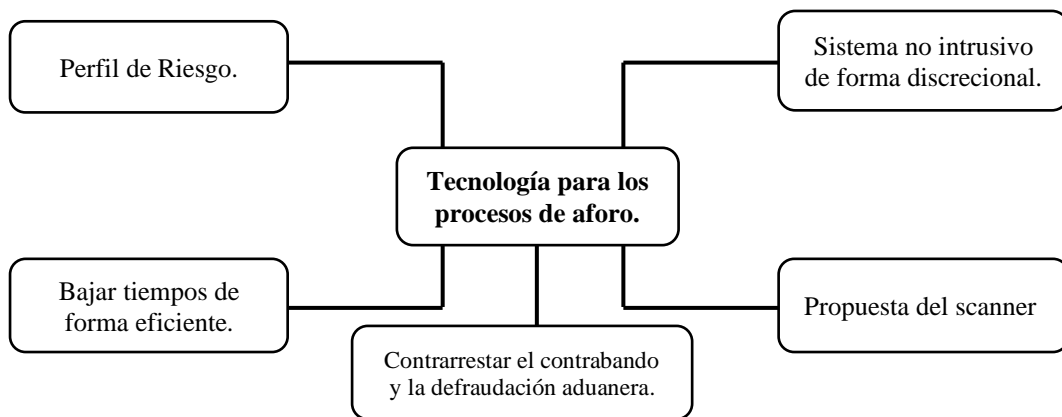 Perfil de Riesgo.
Sistema no intrusivo
de forma discrecional.
Tecnología para los
procesos de aforo.
Bajar tiempos de
forma eficiente.
Propuesta del scanner
Contrarrestar el contrabando
y la defraudación aduanera.